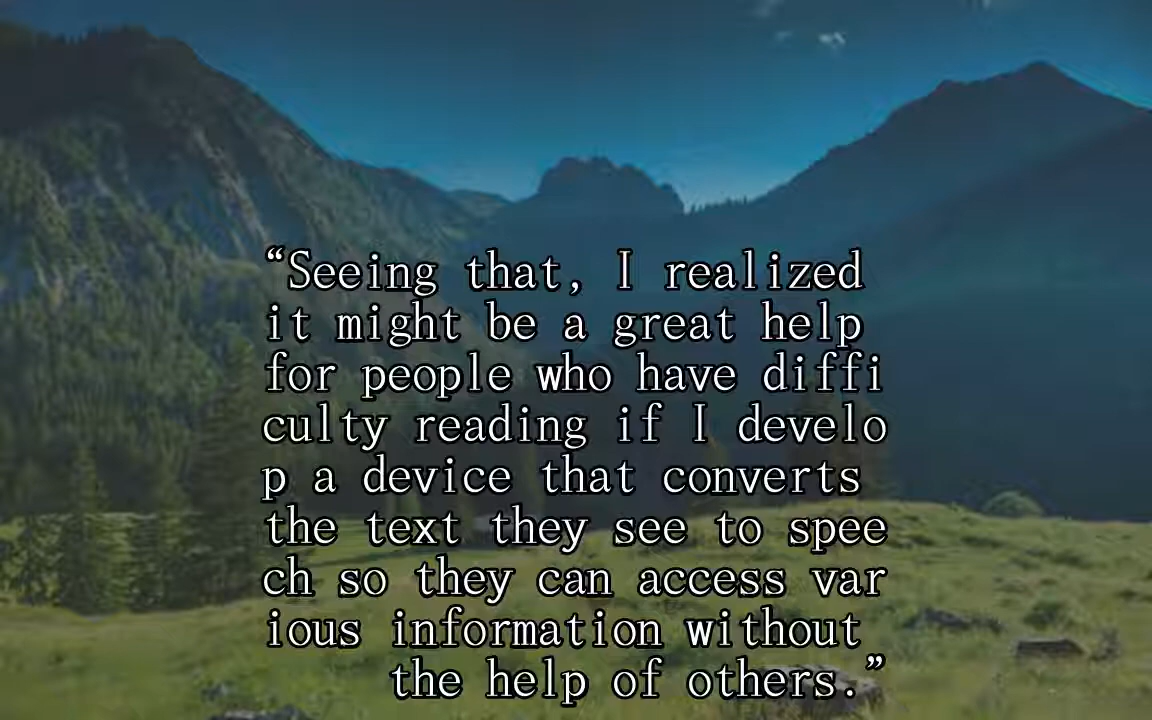 “Seeing that, I realized
it might be a great help
for people who have diffi
culty reading if I develo
p a device that converts
the text they see to spee
ch so they can access var
ious information without
the help of others.”